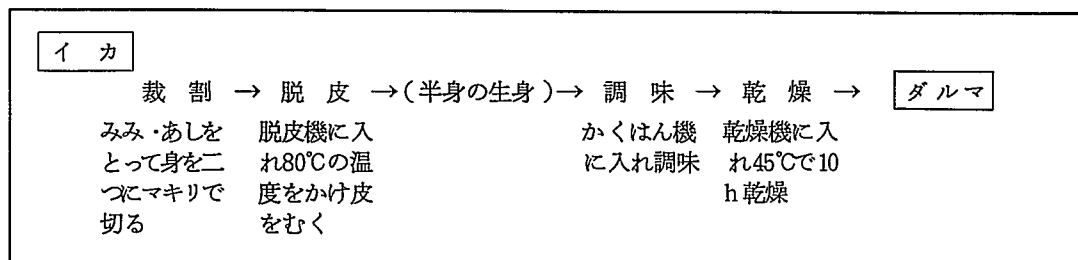 イカ
裁割 → 脱皮 →(半身の生身)→ 調味 → 乾燥 → ダルマ
みみ・あしをとって身を二つにマキリで切る
脱皮機に入れ80℃の温度をかけ皮をむく
かくはん機に入れ調味
乾燥機に入れ45℃で10h乾燥